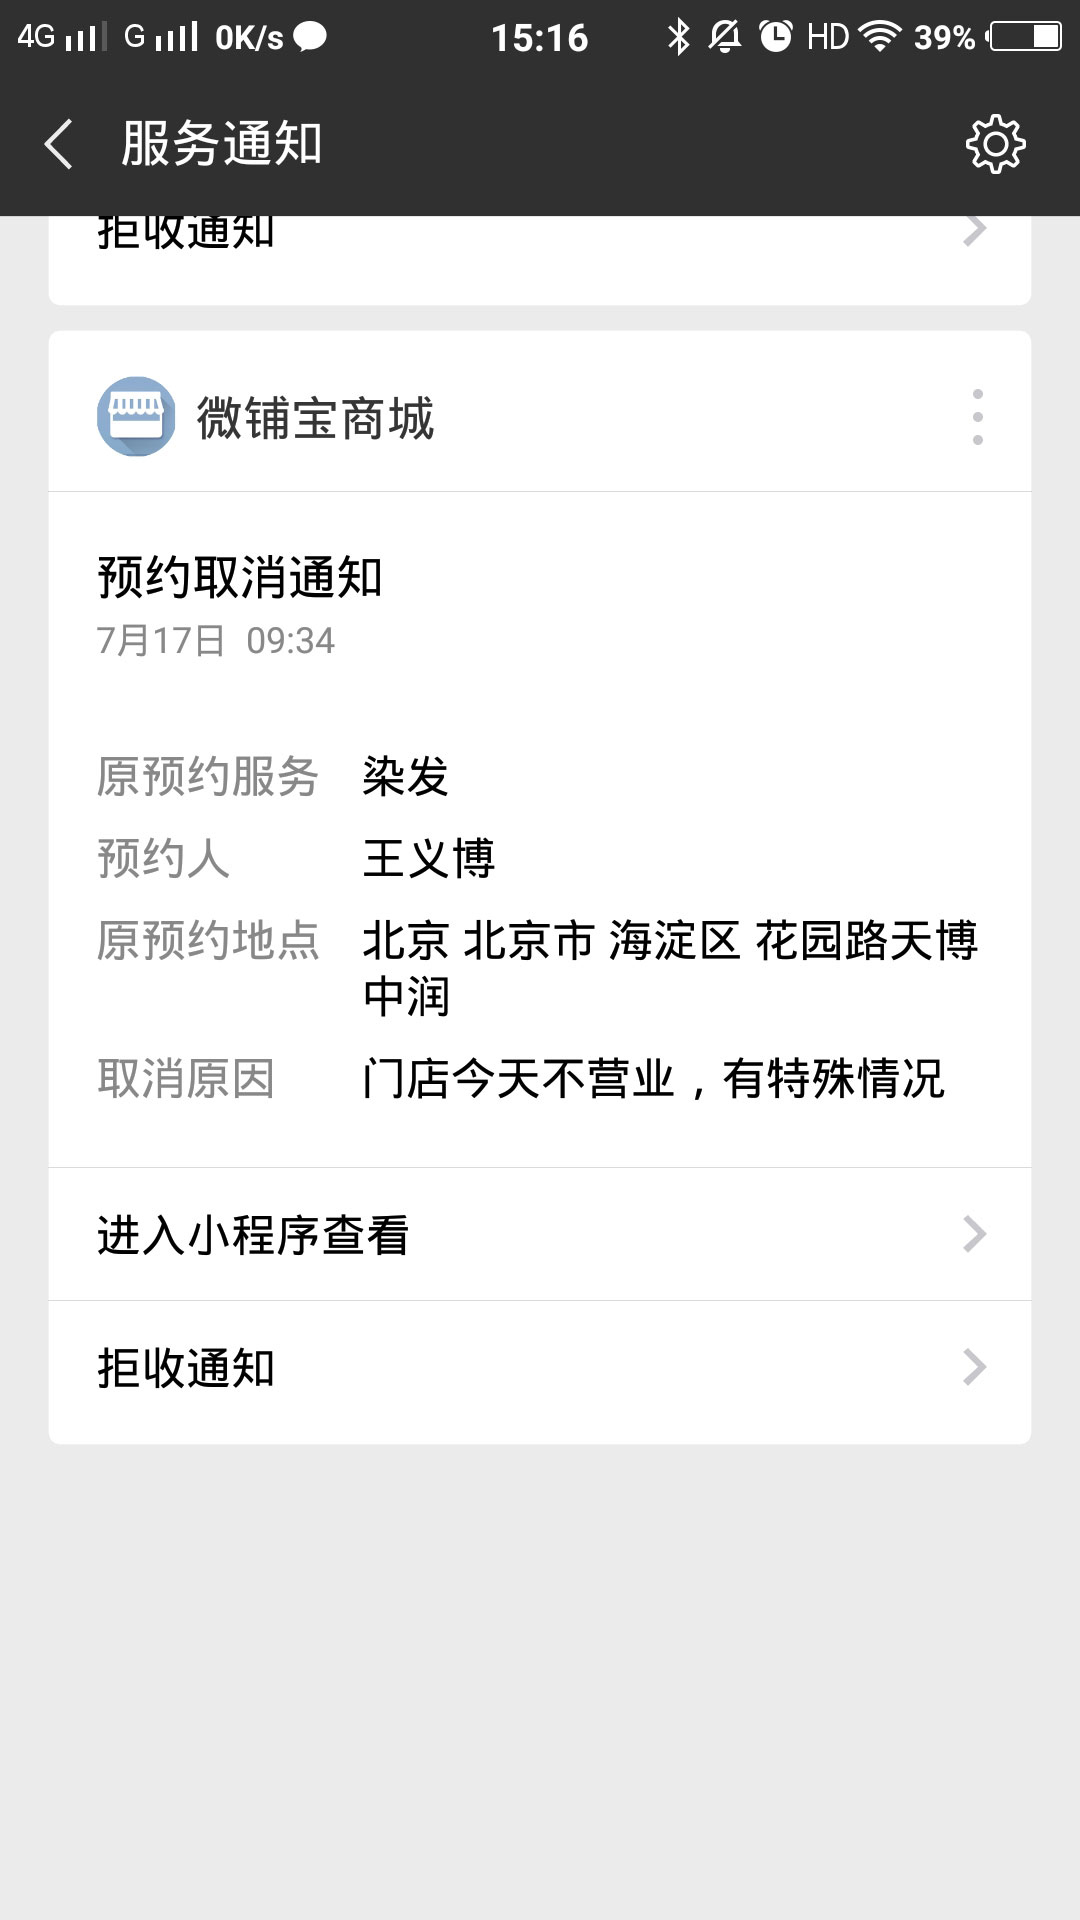 4G G 0K/s 15:16 HD 39%
服务通知
拒收通知
微铺宝商城
预约取消通知
7月17日 09:34
原预约服务 染发
预约人 王义博
原预约地点 北京 北京市 海淀区 花园路天博
中润
取消原因 门店今天不营业，有特殊情况
进入小程序查看
拒收通知